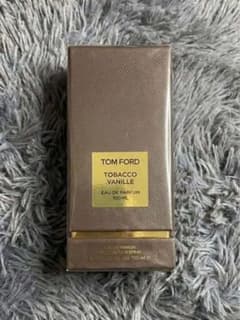 TOM FORD
TOBACCO
VANILLE
EAU DE PARFUM
100ML